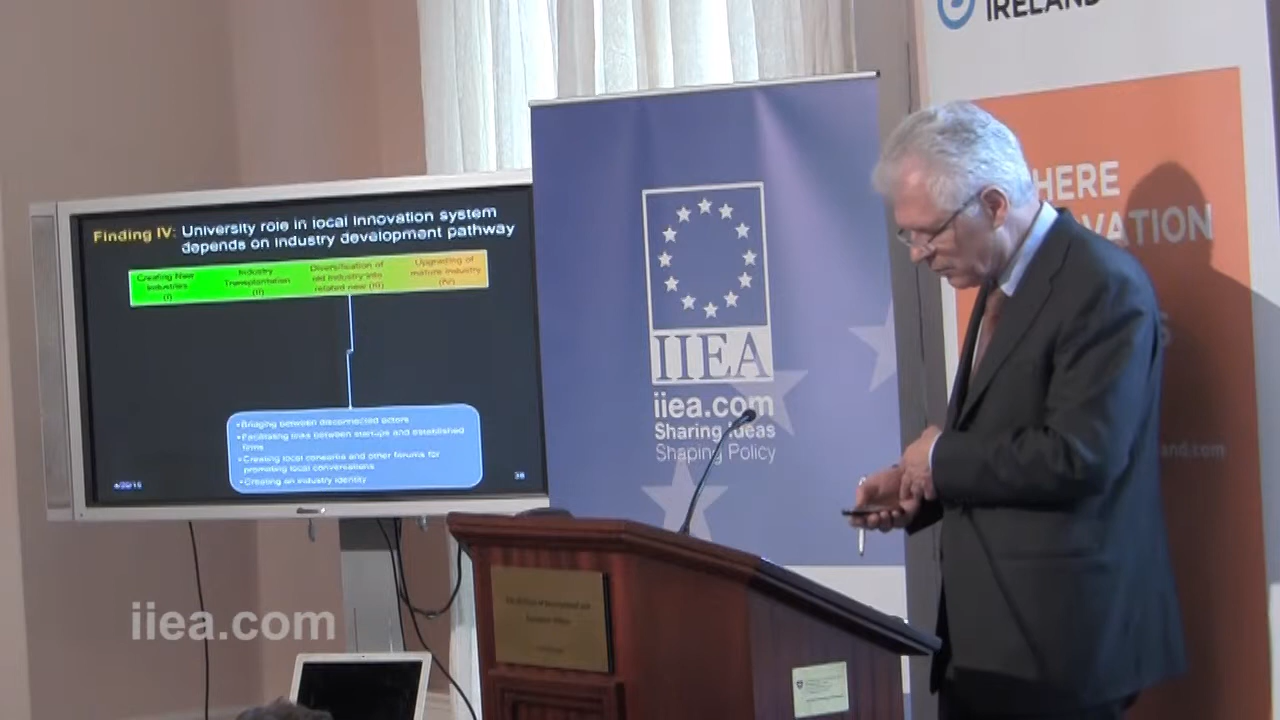 IRELAND
HERE
VATION
and.com
Finding IV: University role in local innovation system
depends on industry development pathway
Creating New
Industries
(I)
Industry
Transplantation
(II)
Diversification of
old industry into
related new (III)
Upgrading of
mature industry
(IV)
•Bridging between disconnected actors
•Facilitating links between startups and established
firms
•Creating local consortia and other forums for
promoting local conversations
•Creating an industry identity
38
IIEA
iiea.com
Sharing Ideas
Shaping Policy
iiea.com